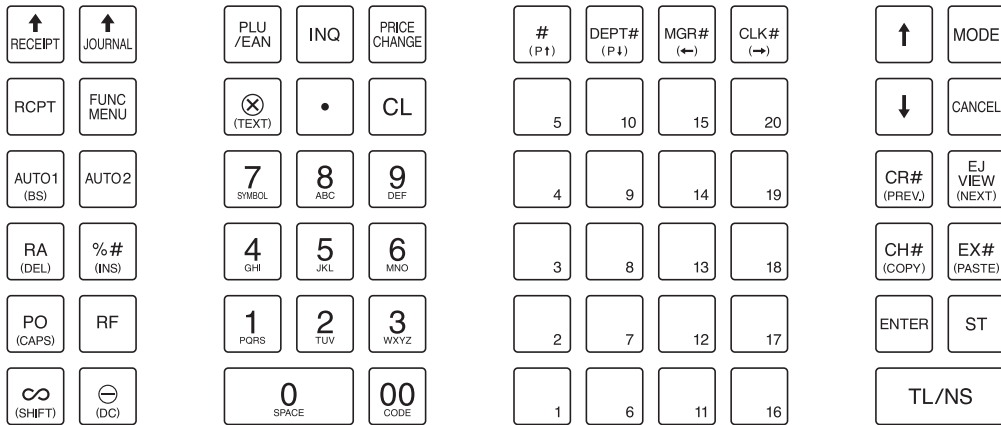 RECEIPT JOURNAL PLU INQ PRICE # DEPT# MGR# CLK# MODE
/EAN CHANGE (P↑) (P↓) (←) (→)
RCPT FUNC ⊗ • CL 5 10 15 20 CANCEL
MENU (TEXT)
AUTO1 AUTO2 7 8 9 4 9 14 19 CR# EJ
(BS) SYMBOL ABC DEF (PREV.) VIEW
(NEXT)
RA %# 4 5 6 3 8 13 18 CH# EX#
(DEL) (INS) GHI JKL MNO (COPY) (PASTE)
PO RF 1 2 3 2 7 12 17 ENTER ST
(CAPS) PQRS TUV WXYZ
∞ ⊖ 0 00 1 6 11 16 TL/NS
(SHIFT) (DC) SPACE CODE